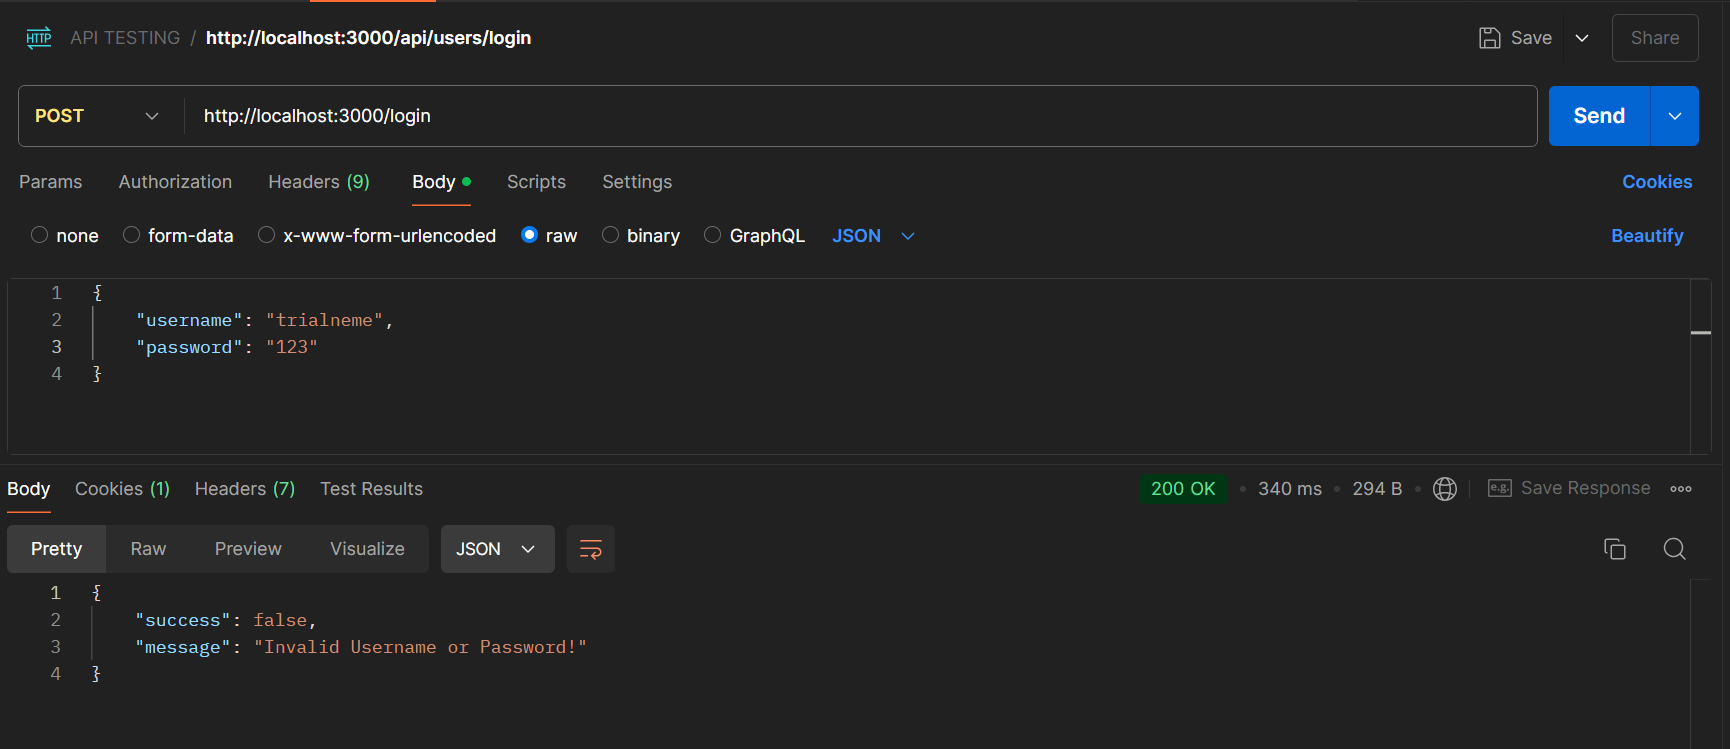 HTTP API TESTING / http://localhost:3000/api/users/login Save Share
POST http://localhost:3000/login Send
Params Authorization Headers (9) Body Scripts Settings Cookies
none form-data x-www-form-urlencoded raw binary GraphQL JSON Beautify
1 {
2 "username": "trialneme",
3 "password": "123"
4 }
Body Cookies (1) Headers (7) Test Results 200 OK • 340 ms • 294 B • e.g. Save Response
Pretty Raw Preview Visualize JSON
1 {
2 "success": false,
3 "message": "Invalid Username or Password!"
4 }